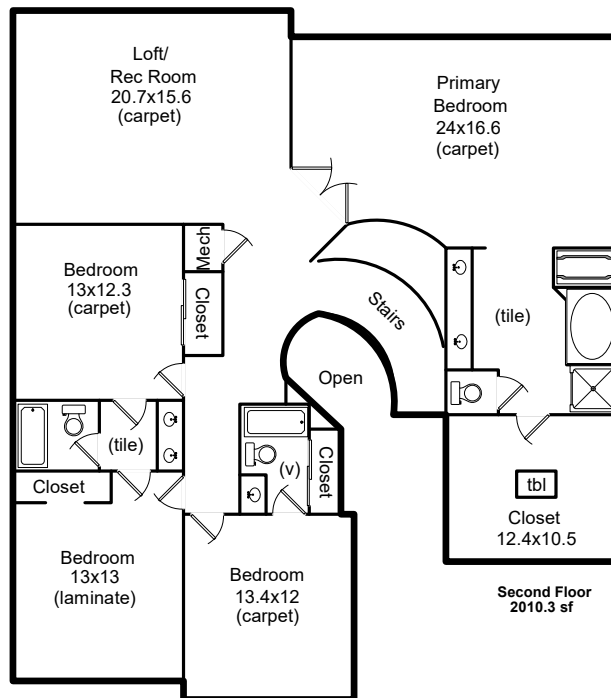 Loft/
Rec Room
20.7x15.6
(carpet)
Primary
Bedroom
24x16.6
(carpet)
Mech
Bedroom
13x12.3
(carpet)
Closet
Stairs
(tile)
Open
(tile)
Closet
(v)
Closet
tbl
Closet
12.4x10.5
Bedroom
13x13
(laminate)
Bedroom
13.4x12
(carpet)
Second Floor
2010.3 sf